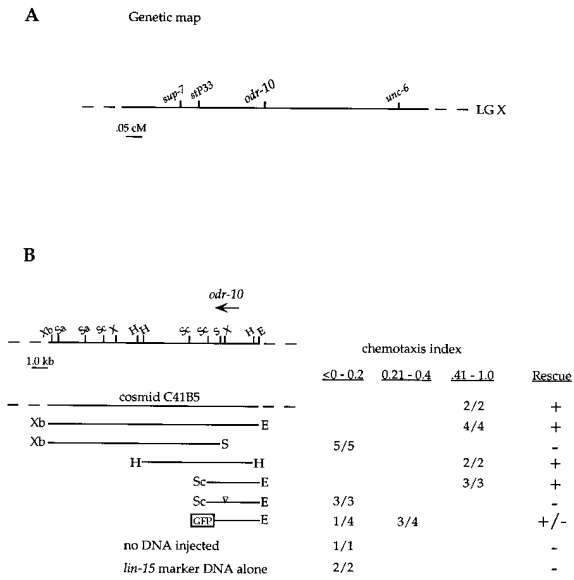 A
Genetic map
sup-7 stP33 odr-10 unc-6
LG X
.05 cM
B
odr-10
Xb Sa Sa Sc X H H Sc Sc S X H E
1.0 kb
chemotaxis index
<0 - 0.2 0.21 - 0.4 .41 - 1.0 Rescue
cosmid C41B5 2/2 +
Xb E 4/4 +
Xb S 5/5 -
H H 2/2 +
Sc E 3/3 +
Sc E 3/3 -
GFP E 1/4 3/4 +/-
no DNA injected 1/1 -
lin-15 marker DNA alone 2/2 -